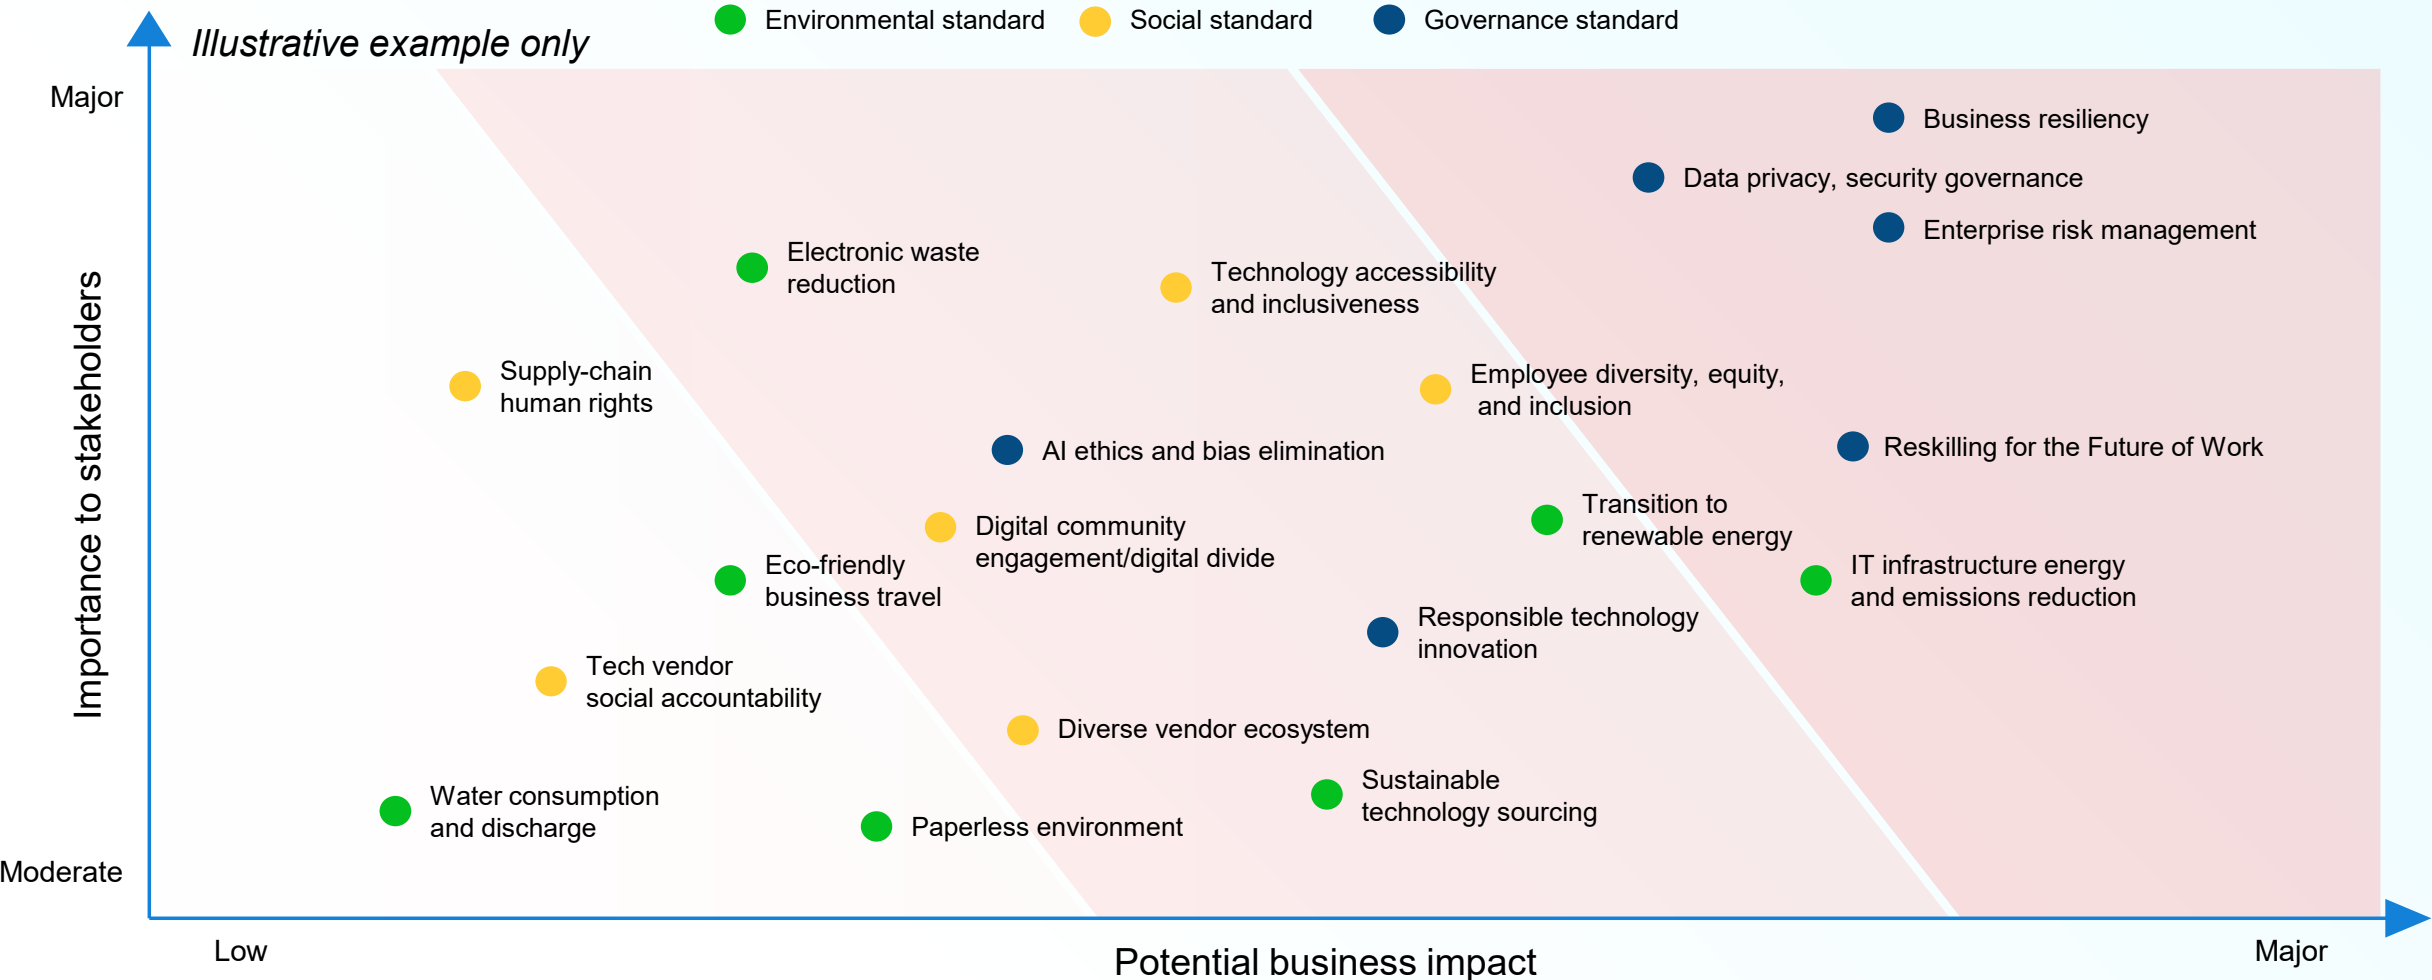 Environmental standard
Social standard
Governance standard
Illustrative example only
Major
Business resiliency
Data privacy, security governance
Enterprise risk management
Electronic waste
reduction
Technology accessibility
and inclusiveness
Supply-chain
human rights
Employee diversity, equity,
and inclusion
AI ethics and bias elimination
Reskilling for the Future of Work
Digital community
engagement/digital divide
Transition to
renewable energy
Eco-friendly
business travel
IT infrastructure energy
and emissions reduction
Responsible technology
innovation
Tech vendor
social accountability
Diverse vendor ecosystem
Sustainable
technology sourcing
Water consumption
and discharge
Paperless environment
Importance to stakeholders
Moderate
Low
Potential business impact
Major